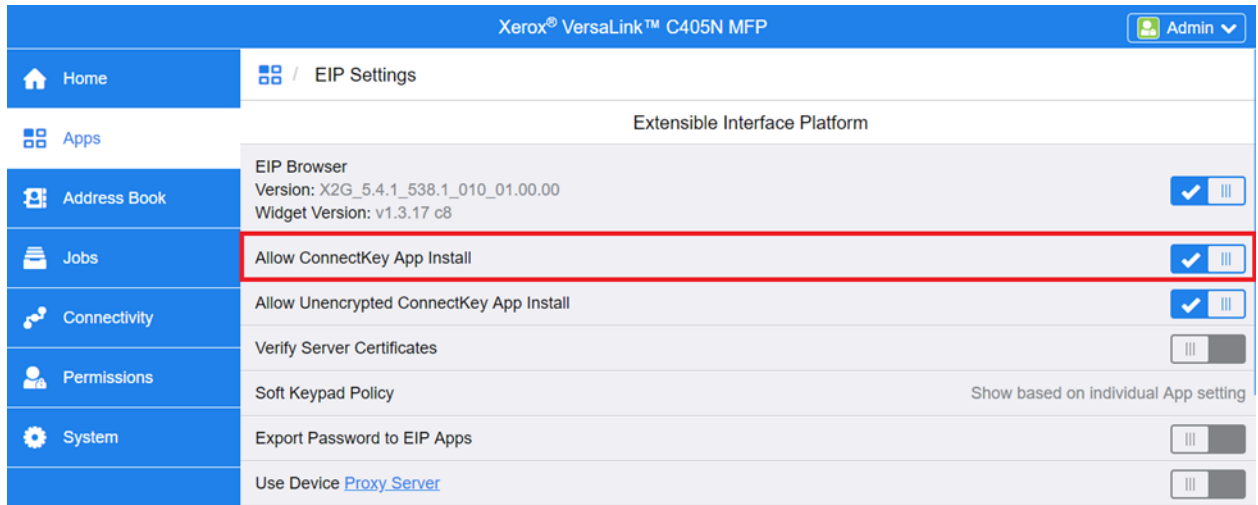 Xerox® VersaLink™ C405N MFP
Admin
Home
/ EIP Settings
Apps
Extensible Interface Platform
EIP Browser
Version: X2G_5.4.1_538.1_010_01.00.00
Widget Version: v1.3.17 c8
Address Book
Jobs
Allow ConnectKey App Install
Allow Unencrypted ConnectKey App Install
Connectivity
Verify Server Certificates
Permissions
Soft Keypad Policy Show based on individual App setting
System
Export Password to EIP Apps
Use Device Proxy Server